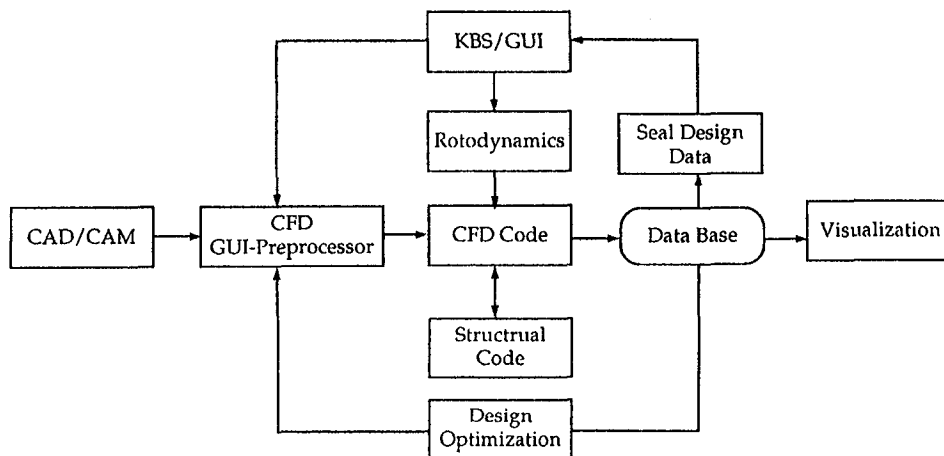 KBS/GUI
Rotodynamics
Seal Design
Data
CAD/CAM
CFD
GUI-Preprocessor
CFD Code
Data Base
Visualization
Structrual
Code
Design
Optimization